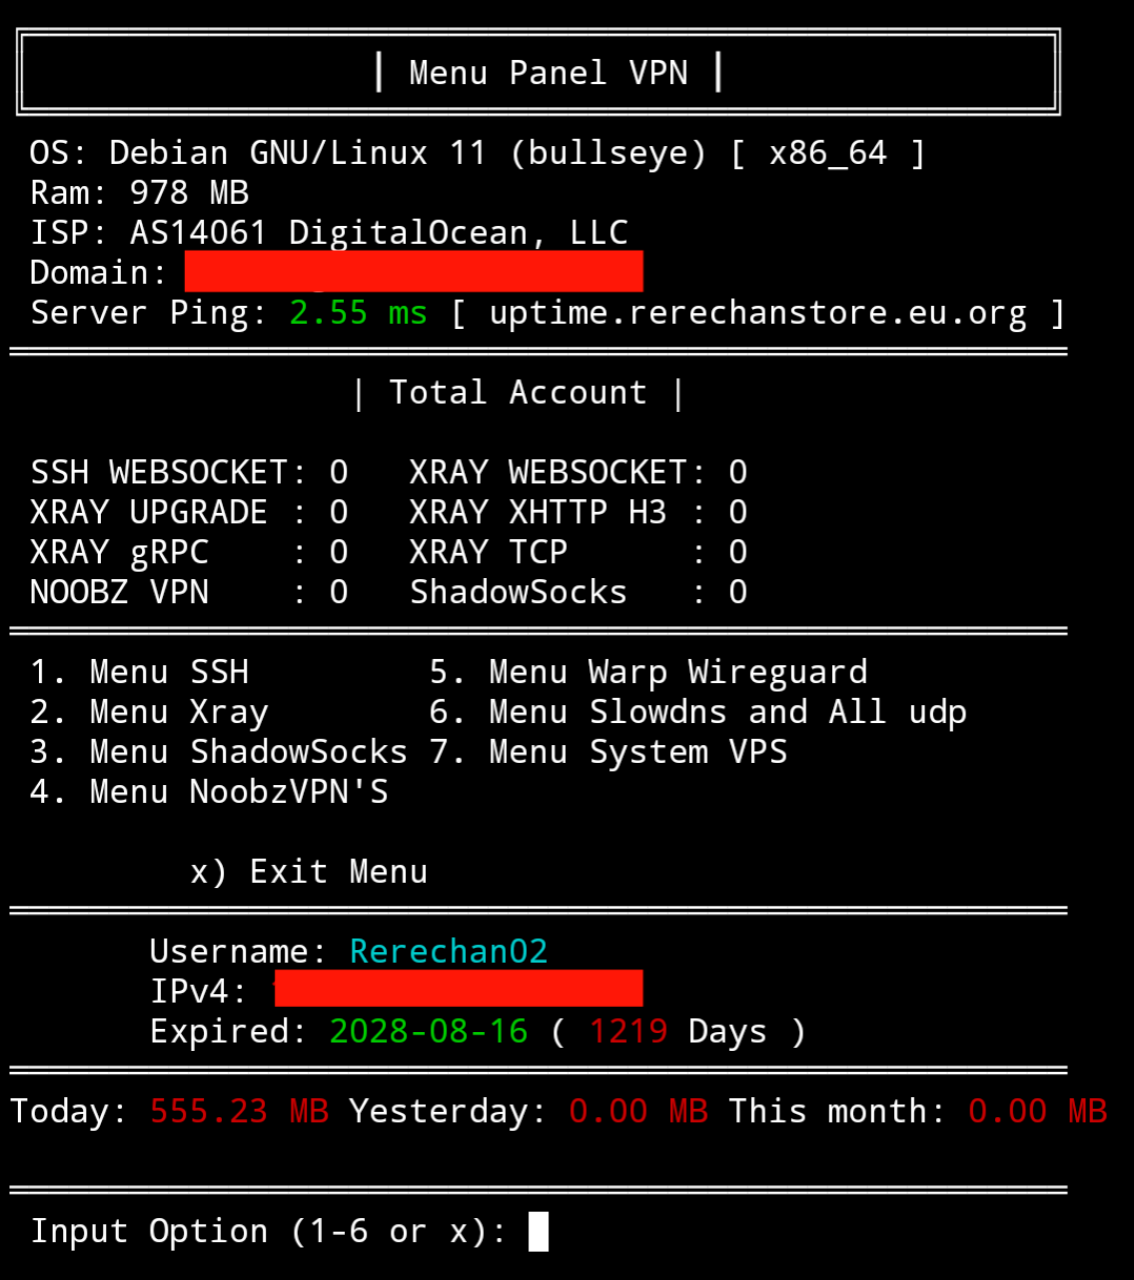 | Menu Panel VPN |
OS: Debian GNU/Linux 11 (bullseye) [ x86_64 ]
Ram: 978 MB
ISP: AS14061 DigitalOcean, LLC
Domain:
Server Ping: 2.55 ms [ uptime.rerechanstore.eu.org ]
| Total Account |
SSH WEBSOCKET: 0   XRAY WEBSOCKET: 0
XRAY UPGRADE : 0   XRAY XHTTP H3 : 0
XRAY gRPC    : 0   XRAY TCP      : 0
NOOBZ VPN    : 0   ShadowSocks   : 0
1. Menu SSH         5. Menu Warp Wireguard
2. Menu Xray        6. Menu Slowdns and All udp
3. Menu ShadowSocks 7. Menu System VPS
4. Menu NoobzVPN'S
x) Exit Menu
Username: Rerechan02
IPv4:
Expired: 2028-08-16 ( 1219 Days )
Today: 555.23 MB Yesterday: 0.00 MB This month: 0.00 MB
Input Option (1-6 or x):